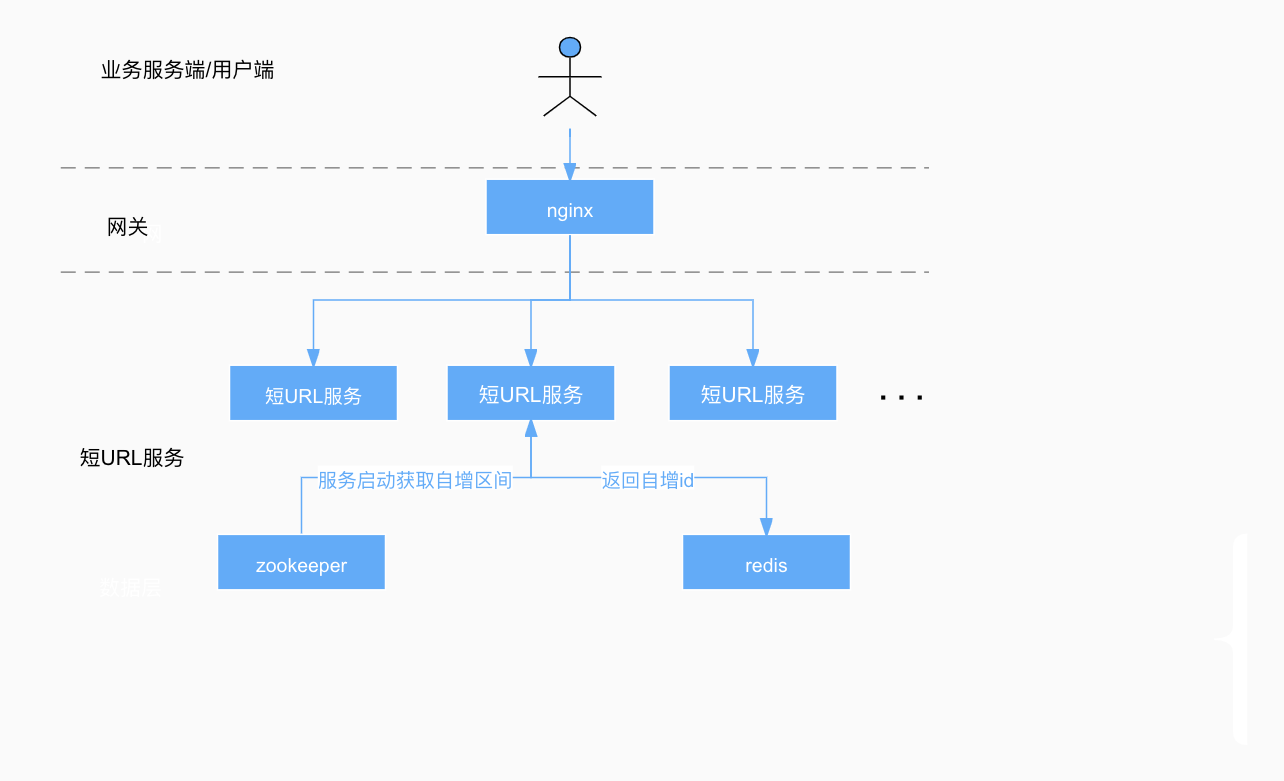 业务服务端/用户端
nginx
网关
短URL服务
短URL服务
短URL服务
...
短URL服务
服务启动获取自增区间
返回自增id
zookeeper
redis
数据层